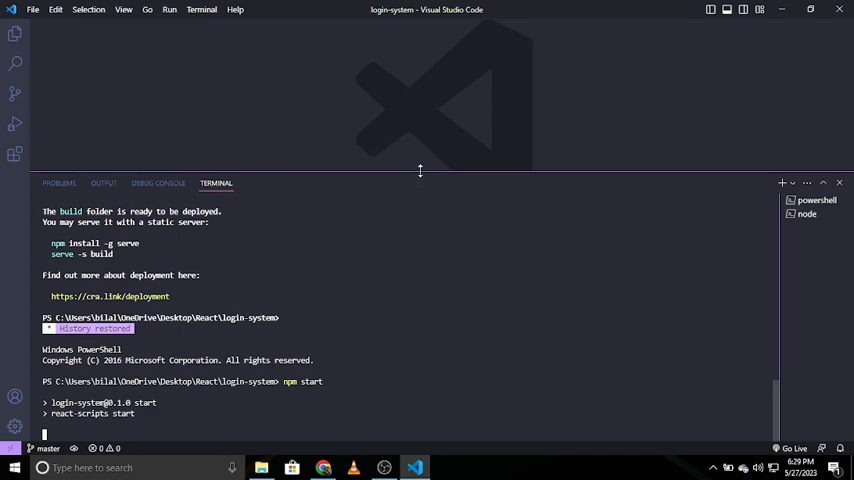 File Edit Selection View Go Run Terminal Help
login-system - Visual Studio Code
PROBLEMS OUTPUT DEBUG CONSOLE TERMINAL
powershell
node
The build folder is ready to be deployed.
You may serve it with a static server:
npm install -g serve
serve -s build
Find out more about deployment here:
https://cra.link/deployment
PS C:\Users\bilal\OneDrive\Desktop\React\login-system>
* History restored
Windows PowerShell
Copyright (C) 2016 Microsoft Corporation. All rights reserved.
PS C:\Users\bilal\OneDrive\Desktop\React\login-system> npm start
> login-system@0.1.0 start
> react-scripts start
master 0 0 Go Live
Type here to search
6:29 PM
5/27/2023
1